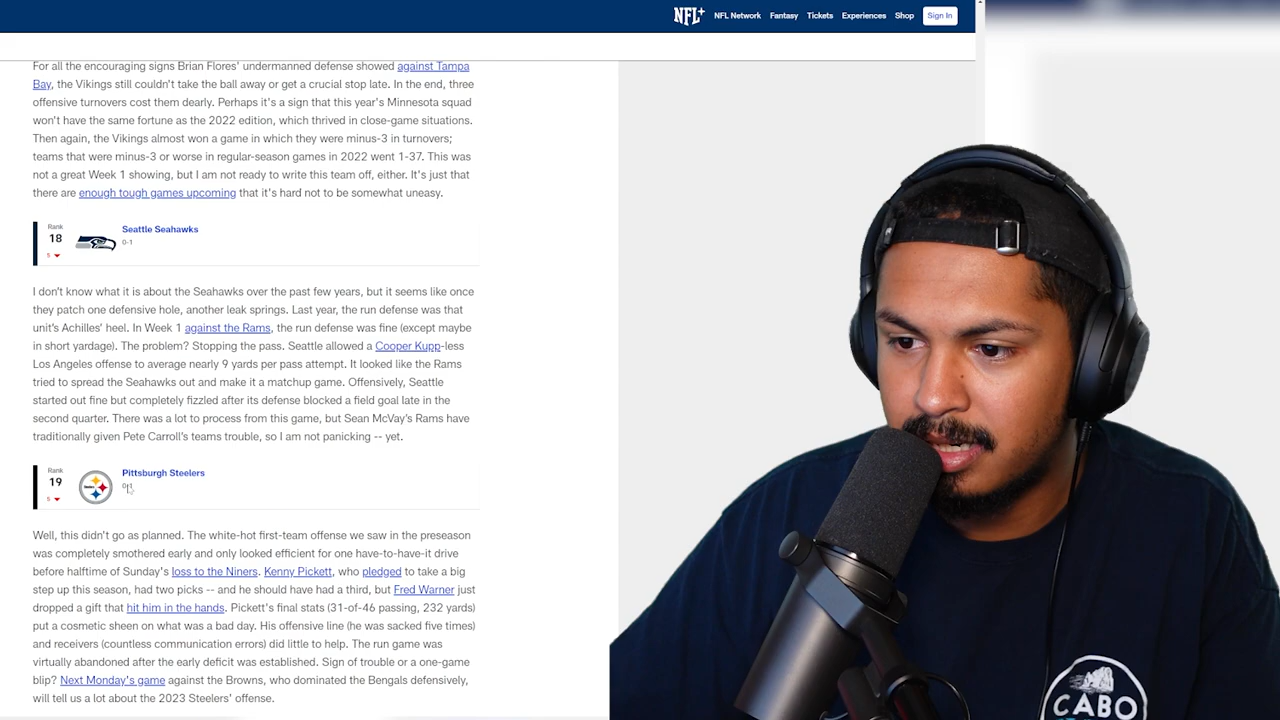 NFL+ NFL Network Fantasy Tickets Experiences Shop Sign In
For all the encouraging signs Brian Flores' undermanned defense showed against Tampa
Bay, the Vikings still couldn't take the ball away or get a crucial stop late. In the end, three
offensive turnovers cost them dearly. Perhaps it's a sign that this year's Minnesota squad
won't have the same fortune as the 2022 edition, which thrived in close-game situations.
Then again, the Vikings almost won a game in which they were minus-3 in turnovers;
teams that were minus-3 or worse in regular-season games in 2022 went 1-37. This was
not a great Week 1 showing, but I am not ready to write this team off, either. It's just that
there are enough tough games upcoming that it's hard not to be somewhat uneasy.
Rank
18
5
Seattle Seahawks
0-1
I don't know what it is about the Seahawks over the past few years, but it seems like once
they patch one defensive hole, another leak springs. Last year, the run defense was that
unit's Achilles' heel. In Week 1 against the Rams, the run defense was fine (except maybe
in short yardage). The problem? Stopping the pass. Seattle allowed a Cooper Kupp-less
Los Angeles offense to average nearly 9 yards per pass attempt. It looked like the Rams
tried to spread the Seahawks out and make it a matchup game. Offensively, Seattle
started out fine but completely fizzled after its defense blocked a field goal late in the
second quarter. There was a lot to process from this game, but Sean McVay's Rams have
traditionally given Pete Carroll's teams trouble, so I am not panicking -- yet.
Rank
19
5
Pittsburgh Steelers
0-1
Well, this didn't go as planned. The white-hot first-team offense we saw in the preseason
was completely smothered early and only looked efficient for one have-to-have-it drive
before halftime of Sunday's loss to the Niners. Kenny Pickett, who pledged to take a big
step up this season, had two picks -- and he should have had a third, but Fred Warner just
dropped a gift that hit him in the hands. Pickett's final stats (31-of-46 passing, 232 yards)
put a cosmetic sheen on what was a bad day. His offensive line (he was sacked five times)
and receivers (countless communication errors) did little to help. The run game was
virtually abandoned after the early deficit was established. Sign of trouble or a one-game
blip? Next Monday's game against the Browns, who dominated the Bengals defensively,
will tell us a lot about the 2023 Steelers' offense.
CABO